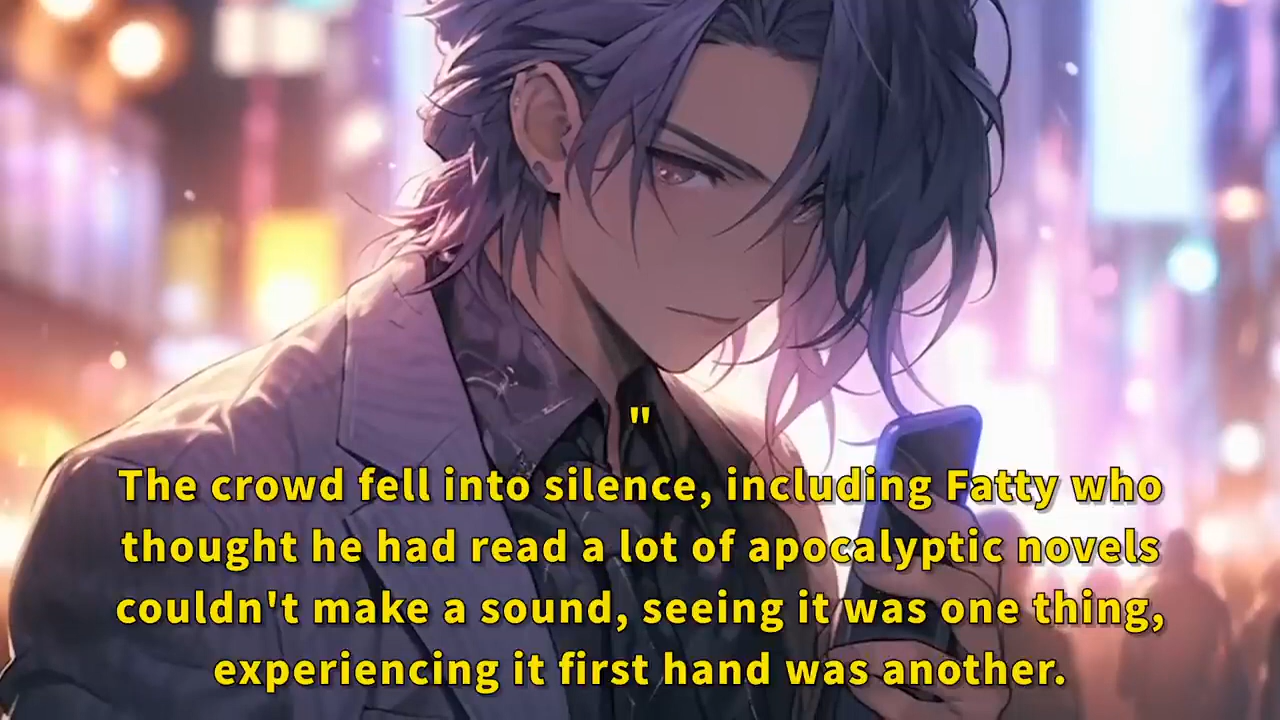 "
The crowd fell into silence, including Fatty who
thought he had read a lot of apocalyptic novels
couldn't make a sound, seeing it was one thing,
experiencing it first hand was another.